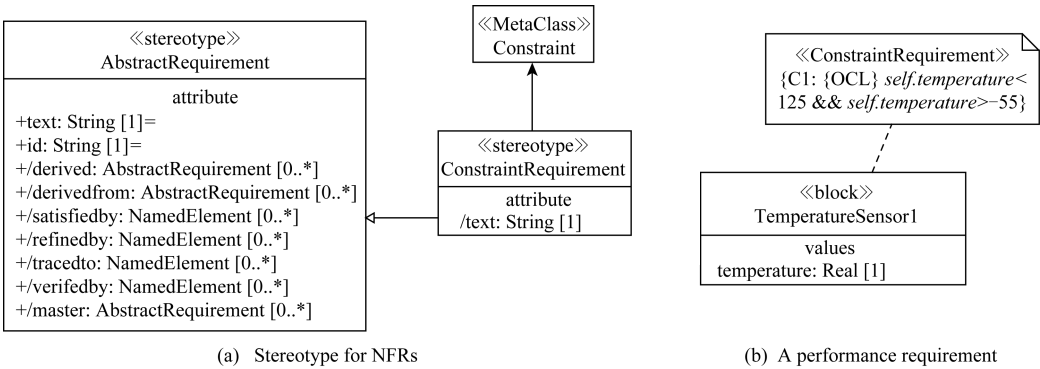 ≪stereotype≫
AbstractRequirement
attribute
+text: String [1]=
+id: String [1]=
+/derived: AbstractRequirement [0..*]
+/derivedfrom: AbstractRequirement [0..*]
+/satisfiedby: NamedElement [0..*]
+/refinedby: NamedElement [0..*]
+/tracedto: NamedElement [0..*]
+/verifedby: NamedElement [0..*]
+/master: AbstractRequirement [0..*]
≪MetaClass≫
Constraint
≪stereotype≫
ConstraintRequirement
attribute
/text: String [1]
(a) Stereotype for NFRs
≪ConstraintRequirement≫
{C1: {OCL} self.temperature<
125 && self.temperature>−55}
≪block≫
TemperatureSensor1
values
temperature: Real [1]
(b) A performance requirement